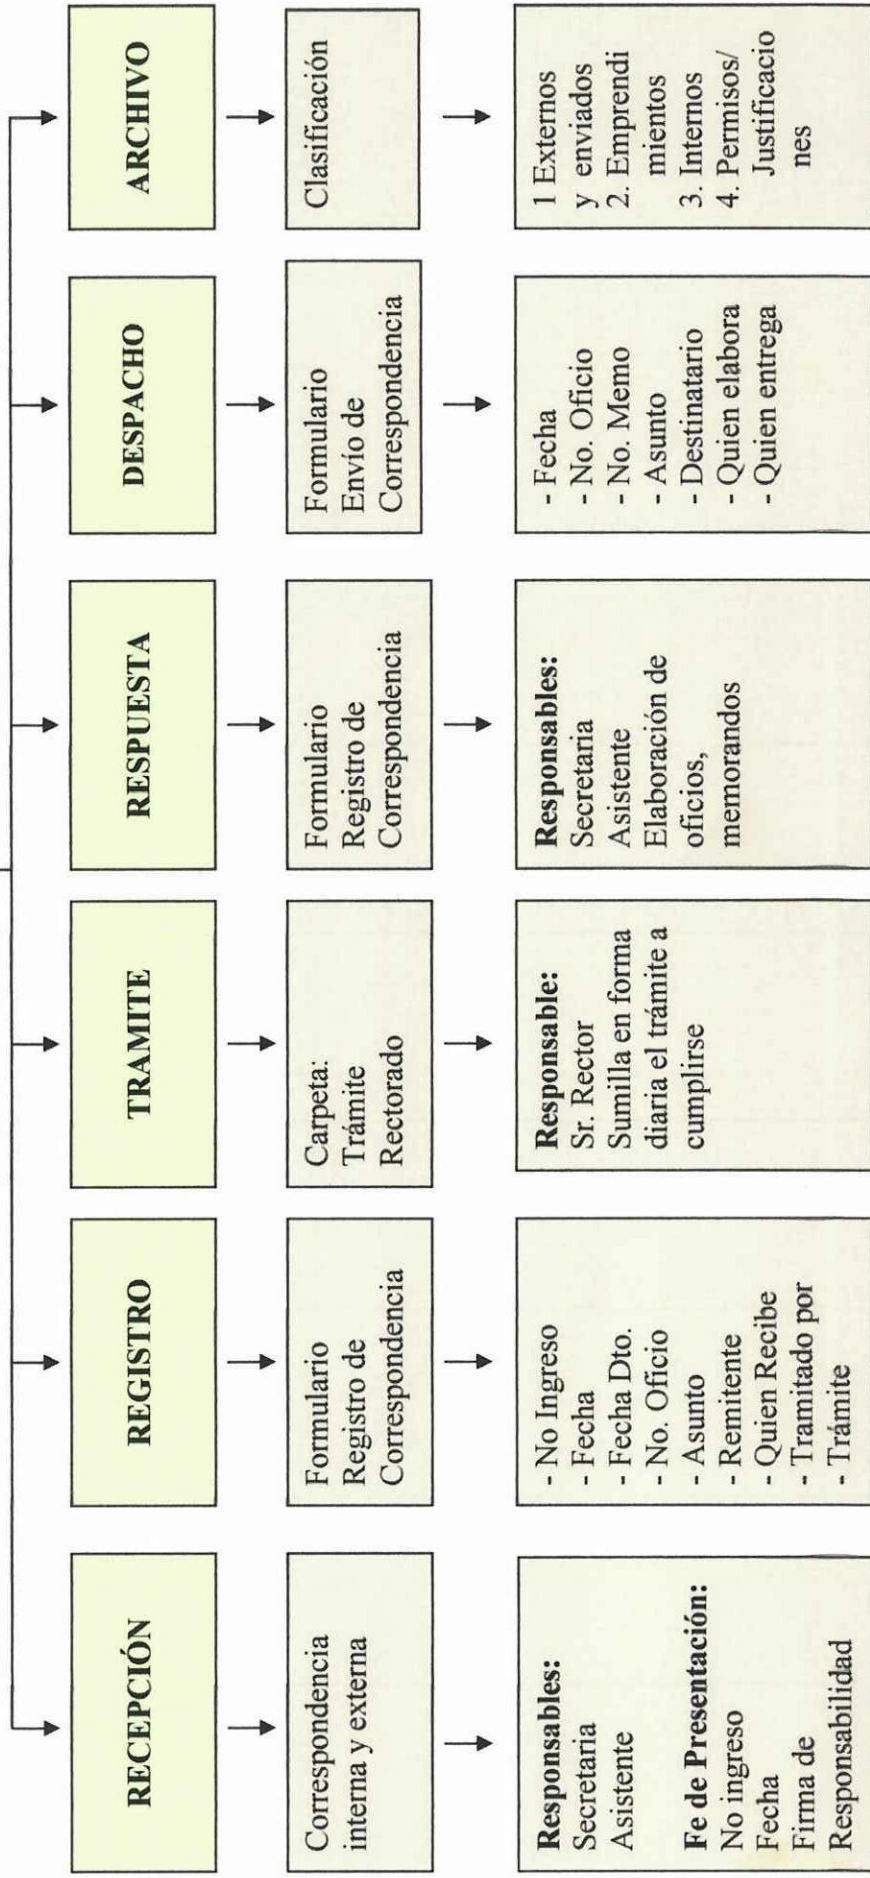 RECEPCIÓN
Correspondencia
interna y externa
Responsables:
Secretaria
Asistente
Fe de Presentación:
No ingreso
Fecha
Firma de
Responsabilidad
REGISTRO
Formulario
Registro de
Correspondencia
- No Ingreso
- Fecha
- Fecha Dto.
- No. Oficio
- Asunto
- Remitente
- Quien Recibe
- Tramitado por
- Trámite
TRAMITE
Carpeta:
Trámite
Rectorado
Responsable:
Sr. Rector
Sumilla en forma
diaria el trámite a
cumplirse
RESPUESTA
Formulario
Registro de
Correspondencia
Responsables:
Secretaria
Asistente
Elaboración de
oficios,
memorandos
DESPACHO
Formulario
Envío de
Correspondencia
- Fecha
- No. Oficio
- No. Memo
- Asunto
- Destinatario
- Quien elabora
- Quien entrega
ARCHIVO
Clasificación
1 Externos
y enviados
2. Emprendi
mientos
3. Internos
4. Permisos/
Justificacio
nes